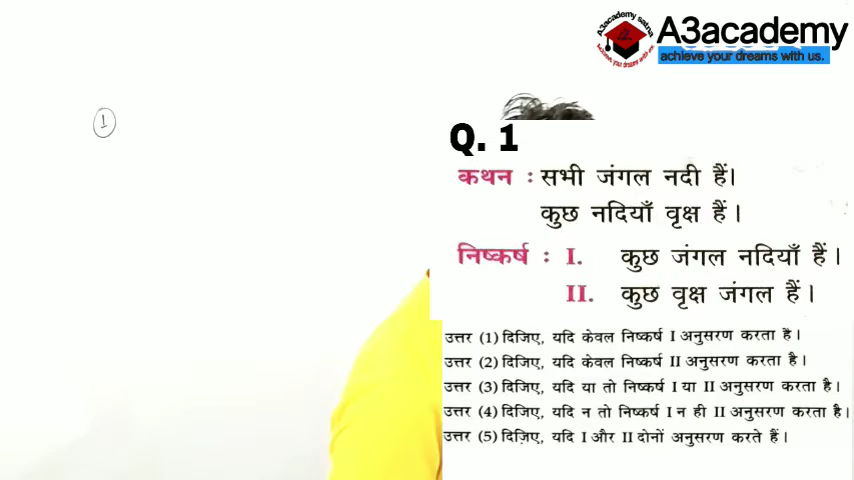 A3academy satna
A3academy
achieve your dreams with us.
1
Q. 1
कथन : सभी जंगल नदी हैं।
कुछ नदियाँ वृक्ष हैं।
निष्कर्ष : I. कुछ जंगल नदियाँ हैं।
II. कुछ वृक्ष जंगल हैं।
उत्तर (1) दिजिए, यदि केवल निष्कर्ष I अनुसरण करता है।
उत्तर (2) दिजिए, यदि केवल निष्कर्ष II अनुसरण करता है।
उत्तर (3) दिजिए, यदि या तो निष्कर्ष I या II अनुसरण करता है।
उत्तर (4) दिजिए, यदि न तो निष्कर्ष I न ही II अनुसरण करता है।
उत्तर (5) दिजिए, यदि I और II दोनों अनुसरण करते हैं।